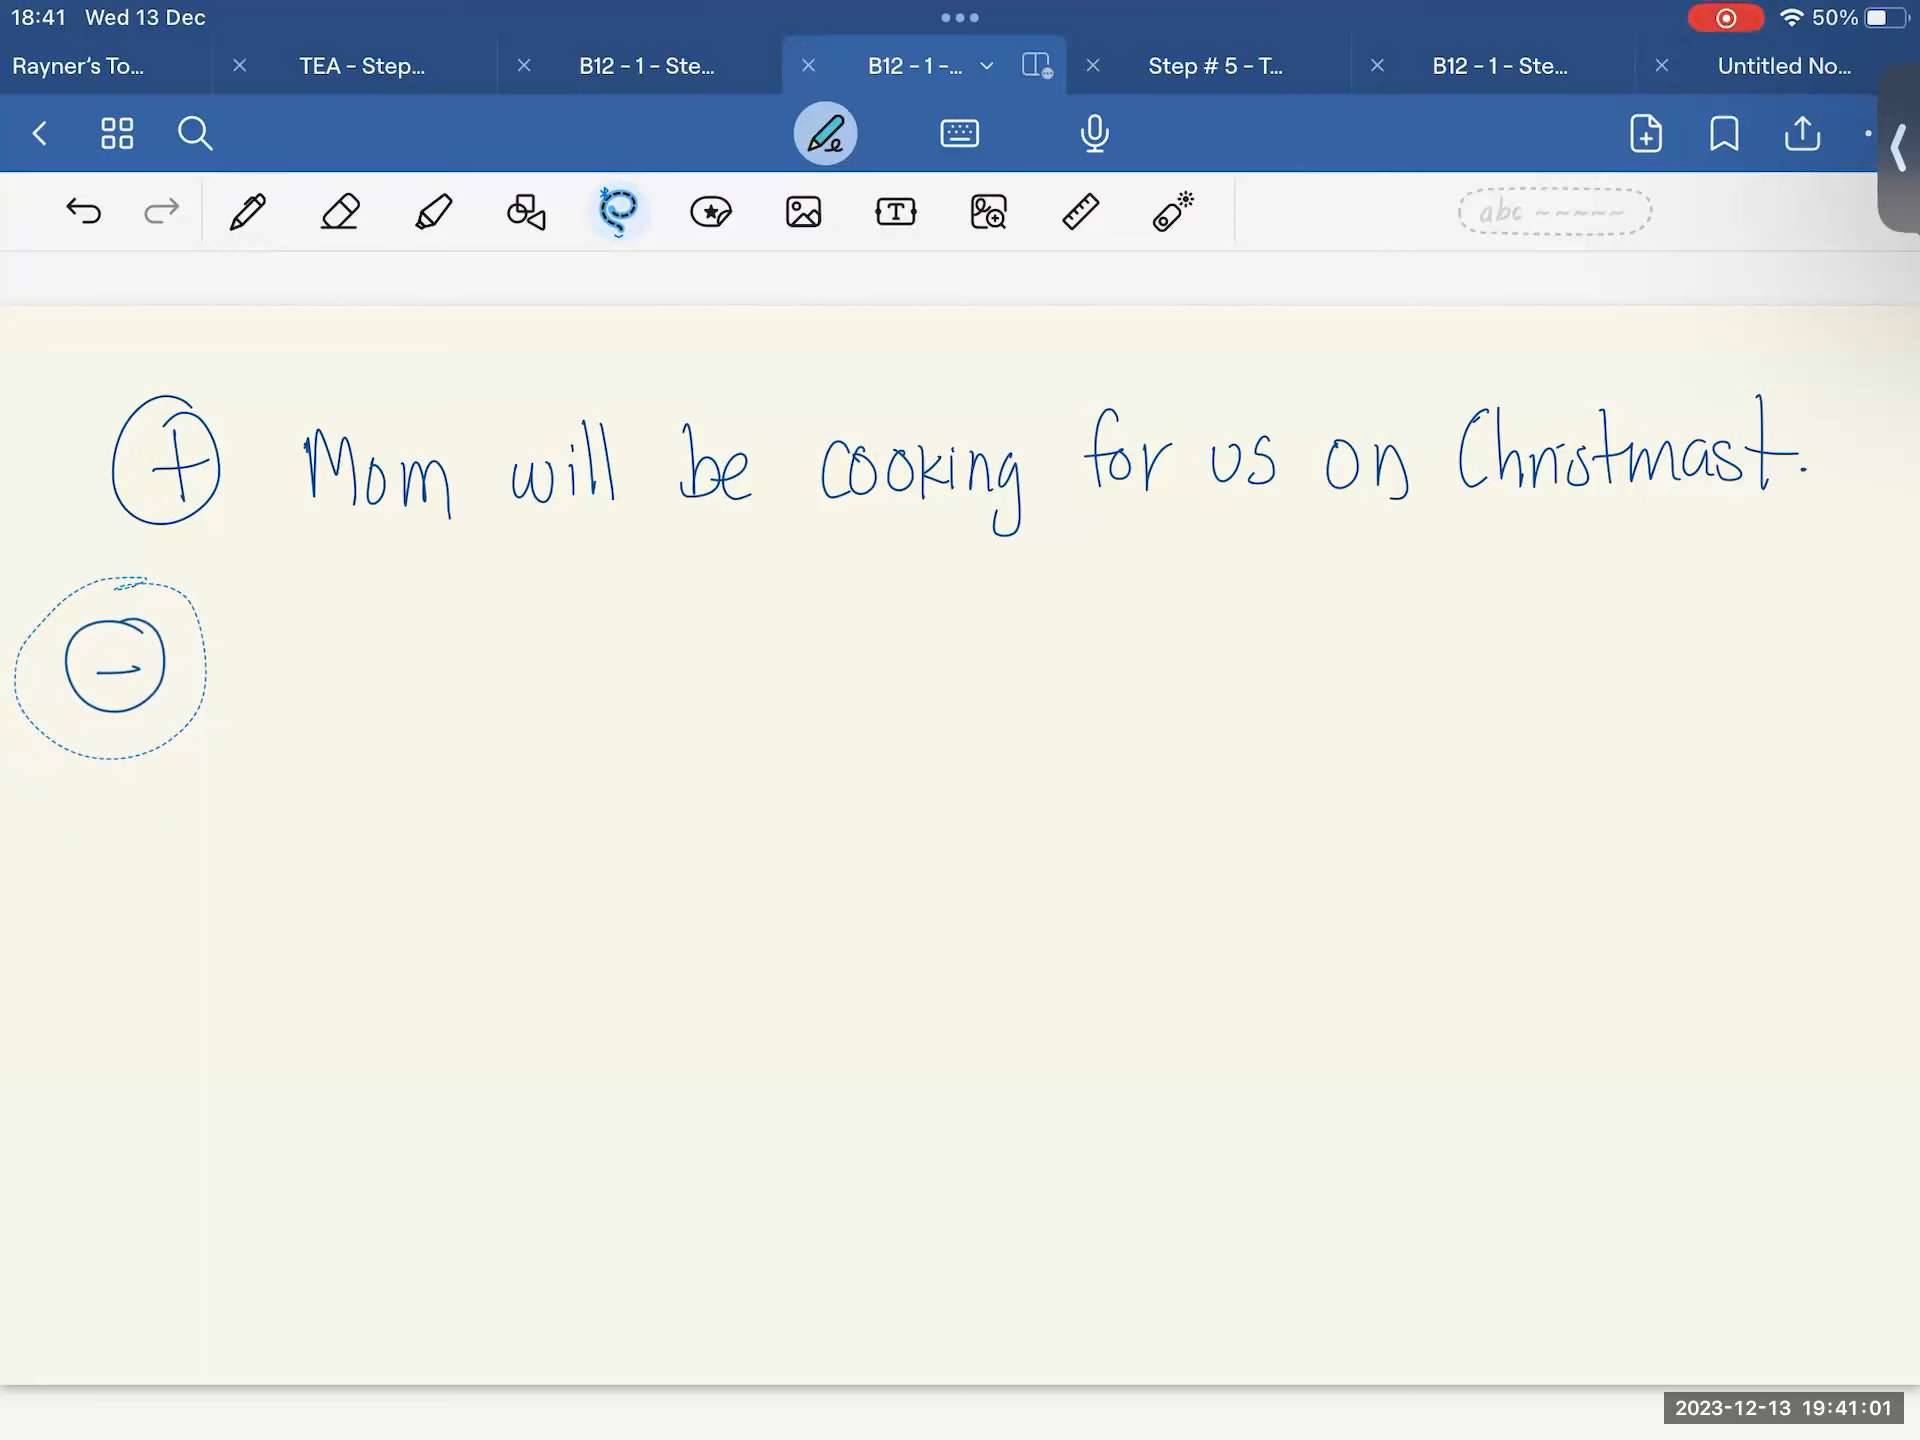 18:41 Wed 13 Dec 50%
Rayner's To... TEA - Step... B12 - 1 - Ste... B12 - 1 -... Step # 5 - T... B12 - 1 - Ste... Untitled No...
abc
+ Mom will be cooking for us on Christmast.
-
2023-12-13 19:41:01